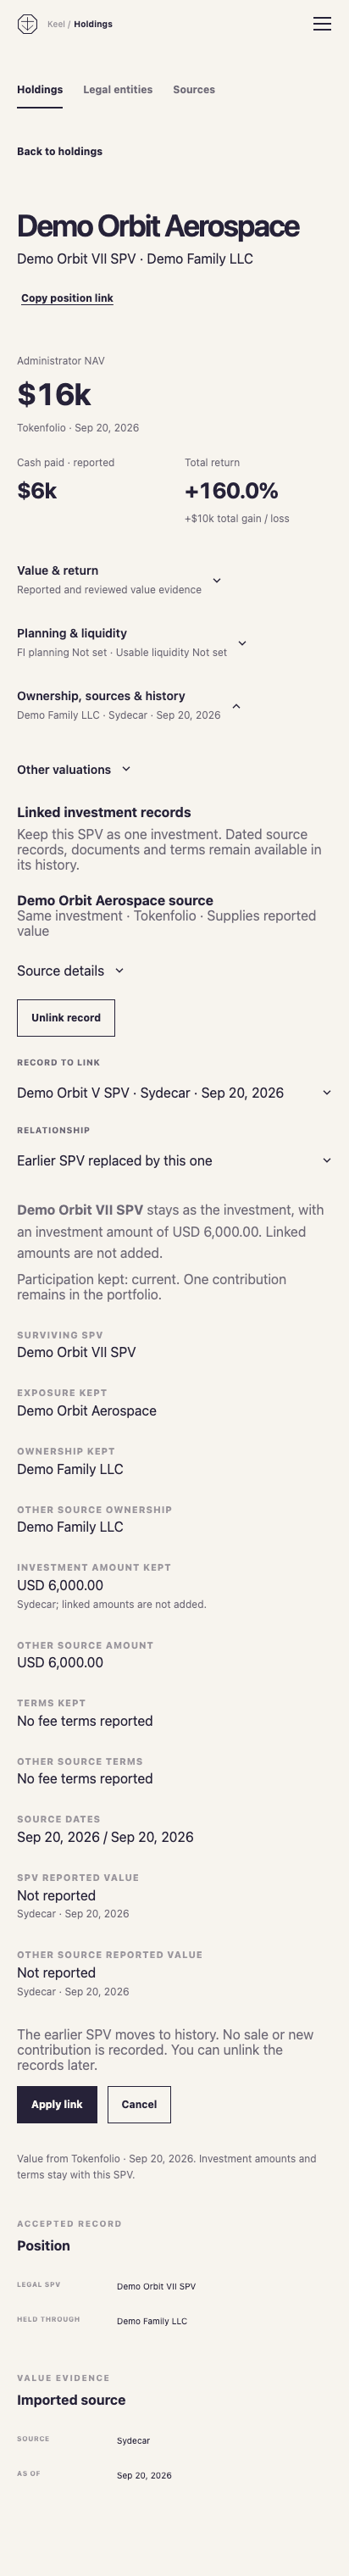 Keel / Holdings
Holdings Legal entities Sources
Back to holdings
Demo Orbit Aerospace
Demo Orbit VII SPV · Demo Family LLC
Copy position link
Administrator NAV
$16k
Tokenfolio · Sep 20, 2026
Cash paid · reported Total return
$6k +160.0%
+$10k total gain / loss
Value & return
Reported and reviewed value evidence
Planning & liquidity
FI planning Not set · Usable liquidity Not set
Ownership, sources & history
Demo Family LLC · Sydecar · Sep 20, 2026
Other valuations
Linked investment records
Keep this SPV as one investment. Dated source
records, documents and terms remain available in
its history.
Demo Orbit Aerospace source
Same investment · Tokenfolio · Supplies reported
value
Source details
Unlink record
RECORD TO LINK
Demo Orbit V SPV · Sydecar · Sep 20, 2026
RELATIONSHIP
Earlier SPV replaced by this one
Demo Orbit VII SPV stays as the investment, with
an investment amount of USD 6,000.00. Linked
amounts are not added.
Participation kept: current. One contribution
remains in the portfolio.
SURVIVING SPV
Demo Orbit VII SPV
EXPOSURE KEPT
Demo Orbit Aerospace
OWNERSHIP KEPT
Demo Family LLC
OTHER SOURCE OWNERSHIP
Demo Family LLC
INVESTMENT AMOUNT KEPT
USD 6,000.00
Sydecar; linked amounts are not added.
OTHER SOURCE AMOUNT
USD 6,000.00
TERMS KEPT
No fee terms reported
OTHER SOURCE TERMS
No fee terms reported
SOURCE DATES
Sep 20, 2026 / Sep 20, 2026
SPV REPORTED VALUE
Not reported
Sydecar · Sep 20, 2026
OTHER SOURCE REPORTED VALUE
Not reported
Sydecar · Sep 20, 2026
The earlier SPV moves to history. No sale or new
contribution is recorded. You can unlink the
records later.
Apply link Cancel
Value from Tokenfolio · Sep 20, 2026. Investment amounts and
terms stay with this SPV.
ACCEPTED RECORD
Position
LEGAL SPV Demo Orbit VII SPV
HELD THROUGH Demo Family LLC
VALUE EVIDENCE
Imported source
SOURCE Sydecar
AS OF Sep 20, 2026